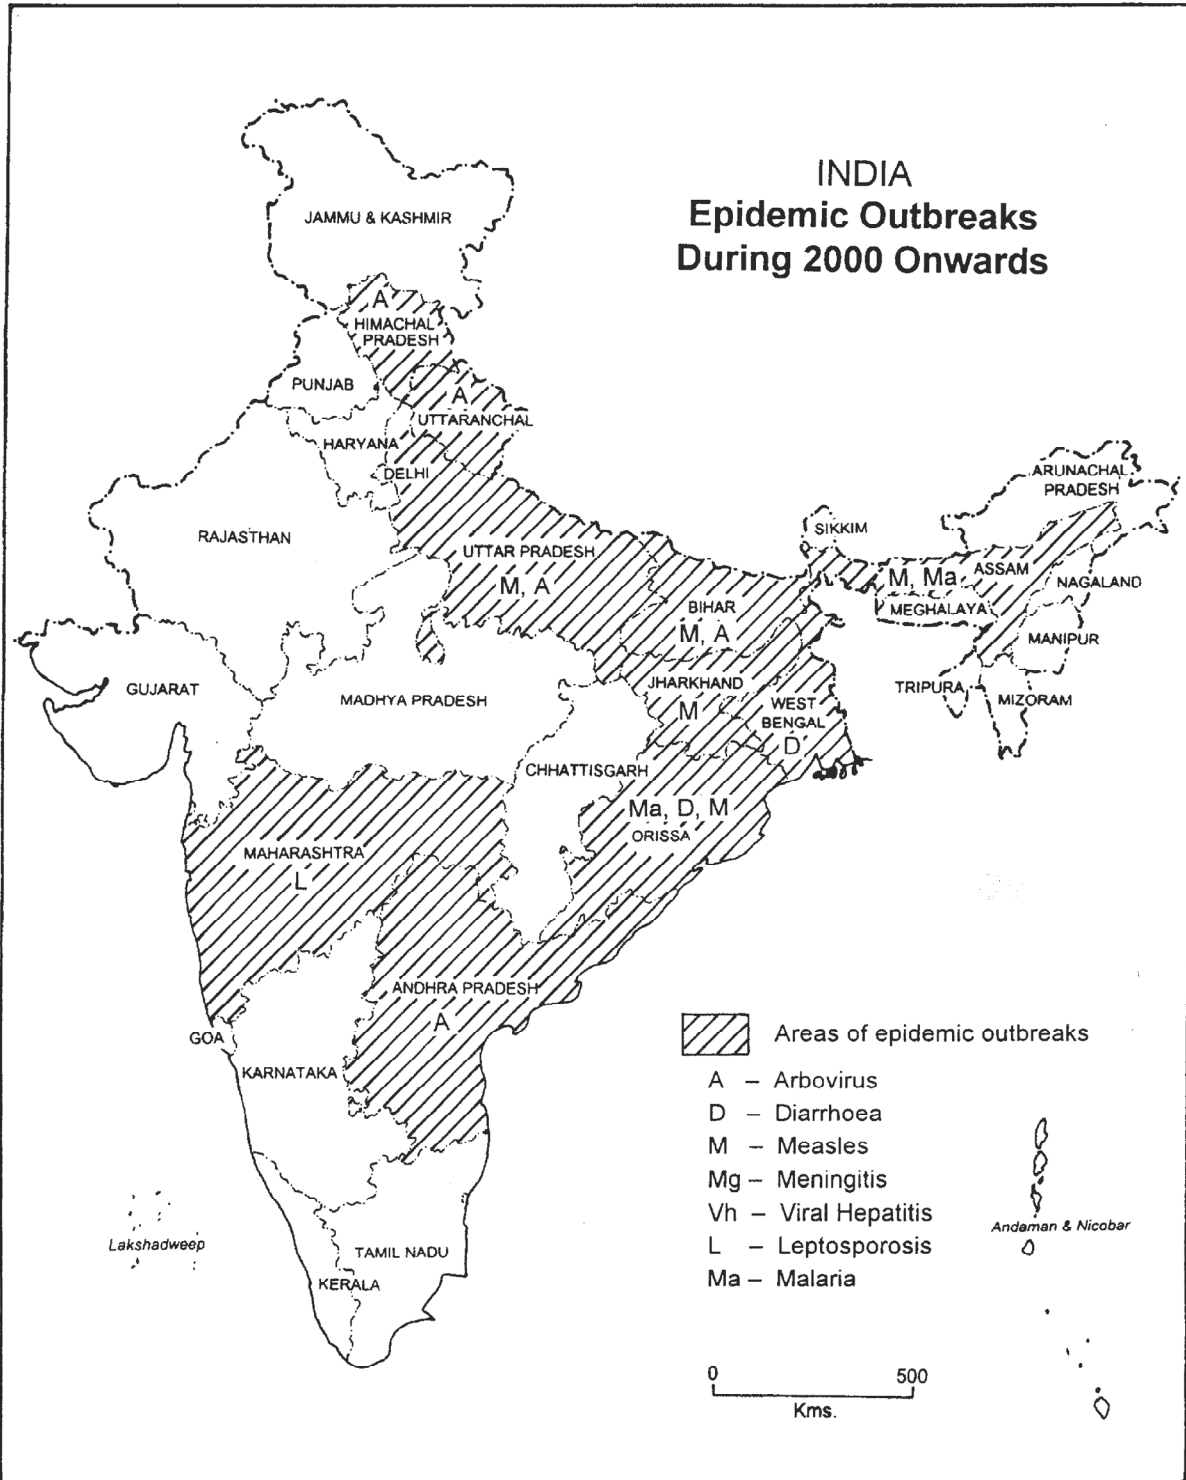 INDIA
Epidemic Outbreaks
During 2000 Onwards
JAMMU & KASHMIR
A
HIMACHAL
PRADESH
PUNJAB
A
UTTARANCHAL
HARYANA
DELHI
ARUNACHAL
PRADESH
SIKKIM
RAJASTHAN
UTTAR PRADESH
M, A
M, Ma
ASSAM
NAGALAND
BIHAR
M, A
MEGHALAYA
MANIPUR
GUJARAT
MADHYA PRADESH
JHARKHAND
M
WEST
BENGAL
D
TRIPURA
MIZORAM
CHHATTISGARH
Ma, D, M
ORISSA
MAHARASHTRA
L
ANDHRA PRADESH
A
GOA
KARNATAKA
Areas of epidemic outbreaks
A – Arbovirus
D – Diarrhoea
M – Measles
Mg – Meningitis
Vh – Viral Hepatitis
L – Leptosporosis
Ma – Malaria
Andaman & Nicobar
Lakshadweep
TAMIL NADU
KERALA
0 500
Kms.